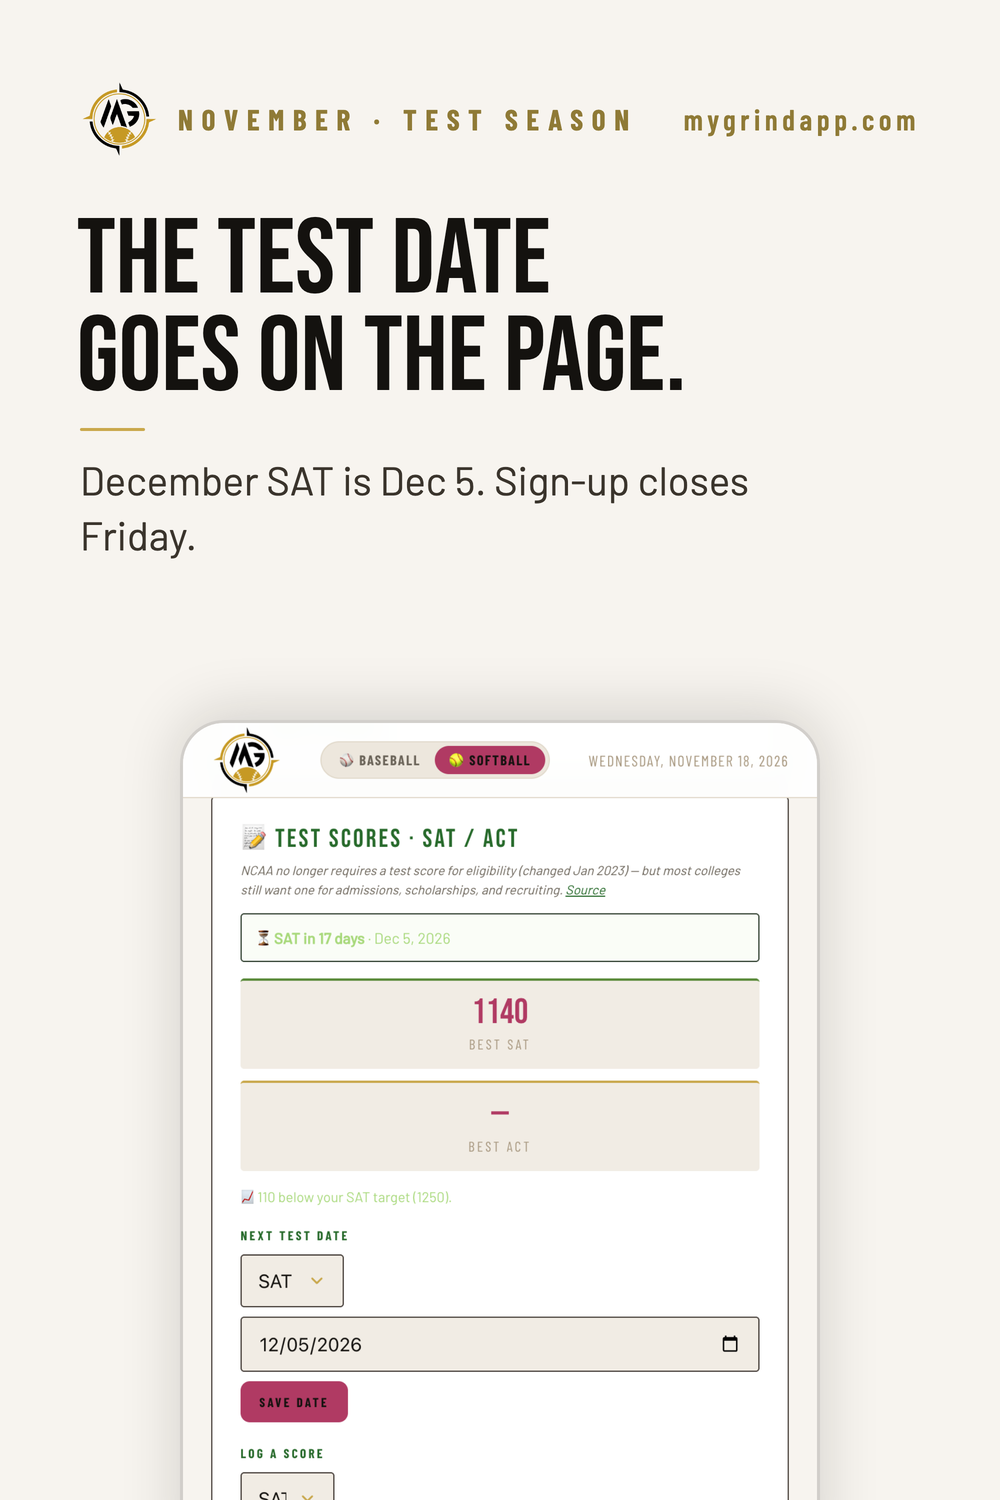 MG NOVEMBER · TEST SEASON mygrindapp.com
THE TEST DATE
GOES ON THE PAGE.
December SAT is Dec 5. Sign-up closes
Friday.
MG ⚾ BASEBALL 🥎 SOFTBALL WEDNESDAY, NOVEMBER 18, 2026
📝 TEST SCORES · SAT / ACT
NCAA no longer requires a test score for eligibility (changed Jan 2023) — but most colleges
still want one for admissions, scholarships, and recruiting. Source
⏳ SAT in 17 days · Dec 5, 2026
1140
BEST SAT
—
BEST ACT
📈 110 below your SAT target (1250).
NEXT TEST DATE
SAT
12/05/2026
SAVE DATE
LOG A SCORE
SAT